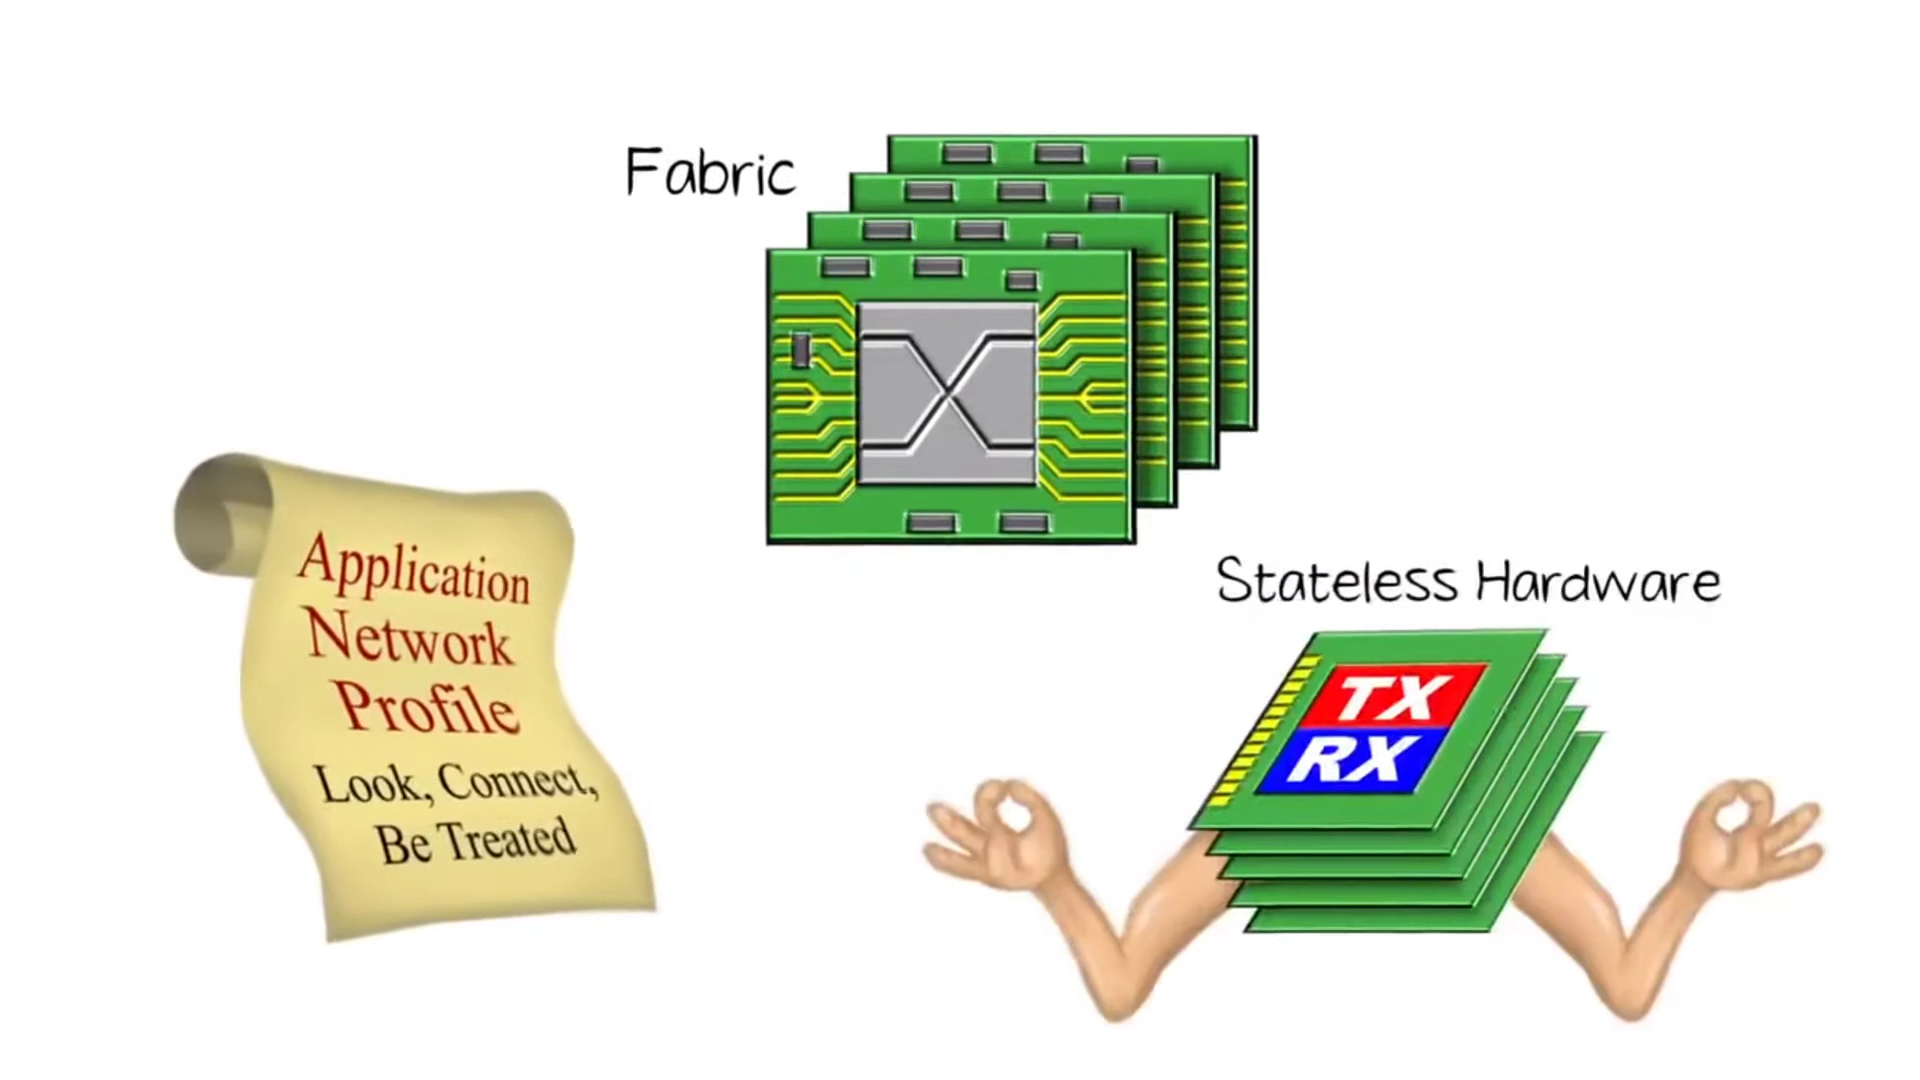 Fabric
Application
Network
Profile
Look, Connect,
Be Treated
Stateless Hardware
TX
RX